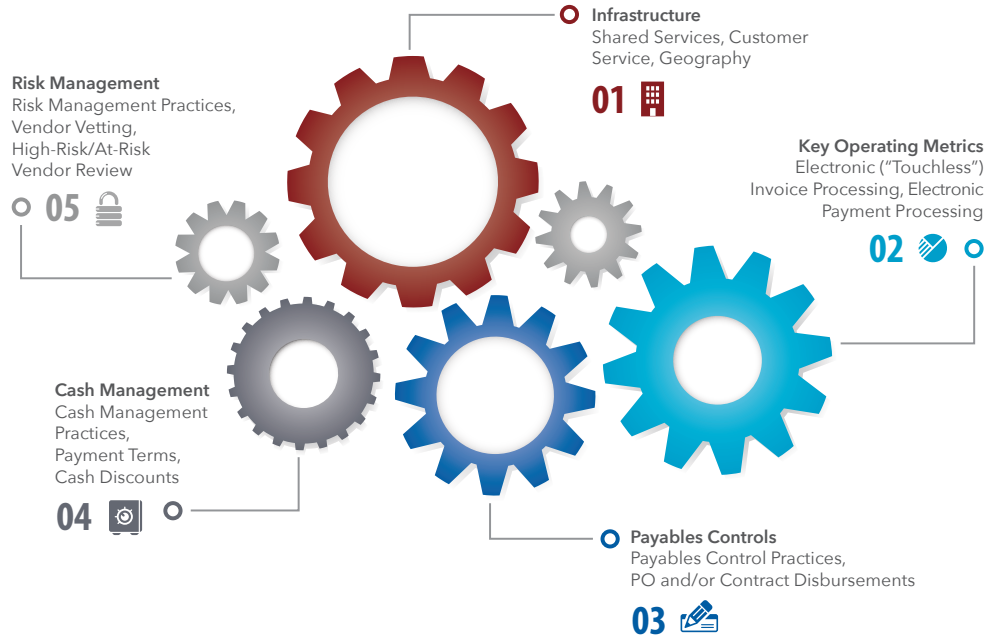 Infrastructure
Shared Services, Customer
Service, Geography
01
Key Operating Metrics
Electronic (“Touchless”)
Invoice Processing, Electronic
Payment Processing
02
Payables Controls
Payables Control Practices,
PO and/or Contract Disbursements
03
Cash Management
Cash Management
Practices,
Payment Terms,
Cash Discounts
04
Risk Management
Risk Management Practices,
Vendor Vetting,
High-Risk/At-Risk
Vendor Review
05